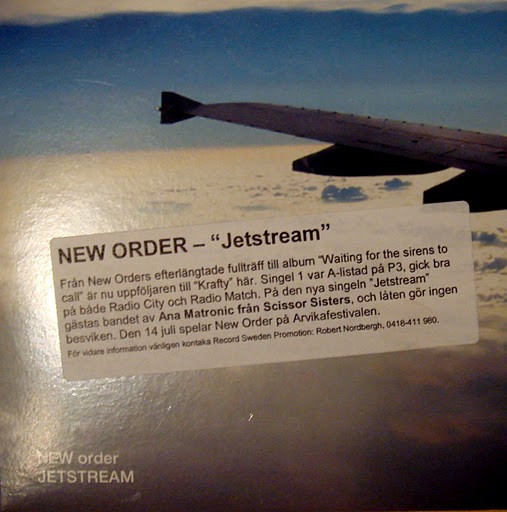 NEW ORDER – "Jetstream"
Från New Orders efterlängtade fullträff till album "Waiting for the sirens to
call" är nu uppföljaren till "Krafty" här. Singel 1 var A-listad på P3, gick bra
på både Radio City och Radio Match. På den nya singeln "Jetstream"
gästas bandet av Ana Matronic från Scissor Sisters, och låten gör ingen
besviken. Den 14 juli spelar New Order på Arvikafestivalen.
För vidare information vänligen kontaka Record Sweden Promotion: Robert Nordbergh, 0418-411 980.
NEW order
JETSTREAM